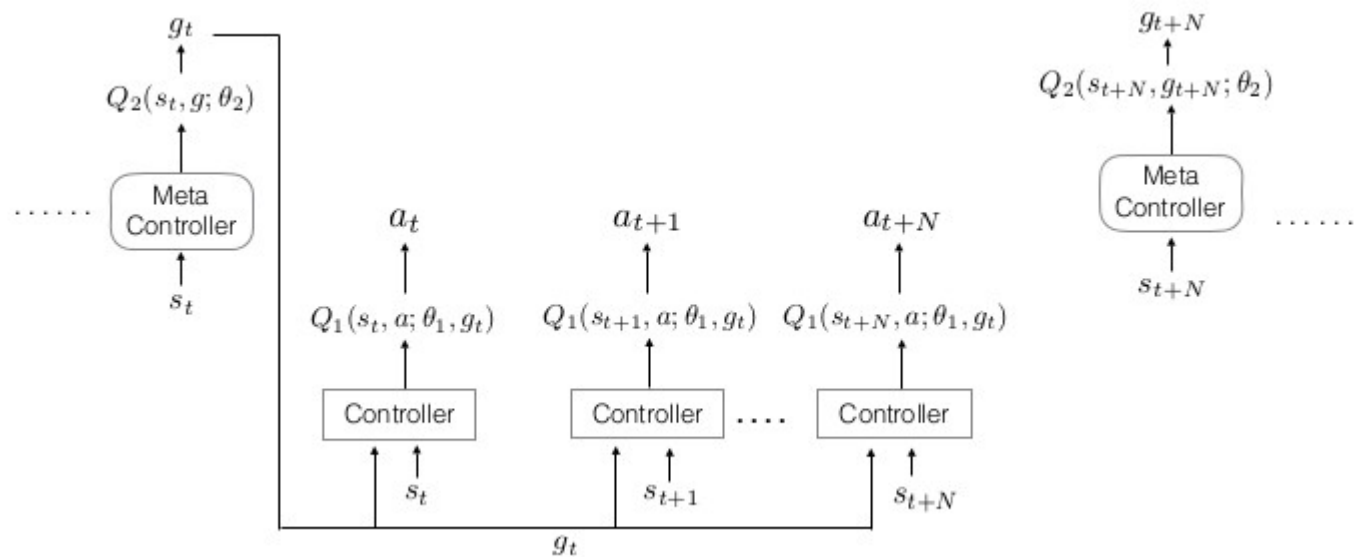 g_t
Q_2(s_t, g; θ_2)
Meta
Controller
s_t
. . . . . .
a_t
Q_1(s_t, a; θ_1, g_t)
Controller
s_t
a_{t+1}
Q_1(s_{t+1}, a; θ_1, g_t)
Controller
s_{t+1}
. . . .
a_{t+N}
Q_1(s_{t+N}, a; θ_1, g_t)
Controller
s_{t+N}
g_t
g_{t+N}
Q_2(s_{t+N}, g_{t+N}; θ_2)
Meta
Controller
s_{t+N}
. . . . . .